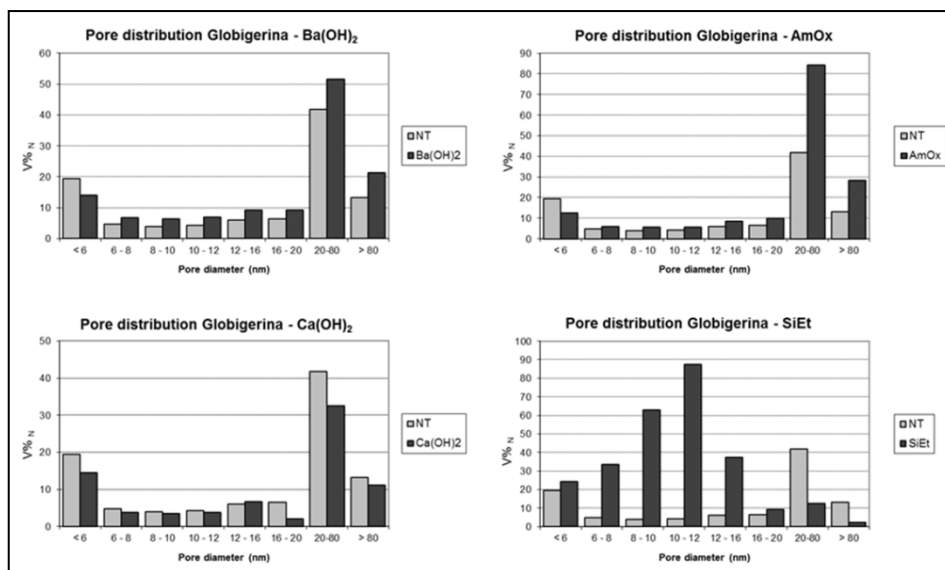 Pore distribution Globigerina - Ba(OH)₂
60
50
40
30
20
10
0
V% N
< 6 6 - 8 8 - 10 10 - 12 12 - 16 16 - 20 20-80 > 80
Pore diameter (nm)
NT
Ba(OH)2
Pore distribution Globigerina - AmOx
90
80
70
60
50
40
30
20
10
0
V% N
< 6 6 - 8 8 - 10 10 - 12 12 - 16 16 - 20 20-80 > 80
Pore diameter (nm)
NT
AmOx
Pore distribution Globigerina - Ca(OH)₂
50
40
30
20
10
0
V% N
< 6 6 - 8 8 - 10 10 - 12 12 - 16 16 - 20 20-80 > 80
Pore diameter (nm)
NT
Ca(OH)2
Pore distribution Globigerina - SiEt
100
90
80
70
60
50
40
30
20
10
0
V% N
< 6 6 - 8 8 - 10 10 - 12 12 - 16 16 - 20 20-80 > 80
Pore diameter (nm)
NT
SiEt